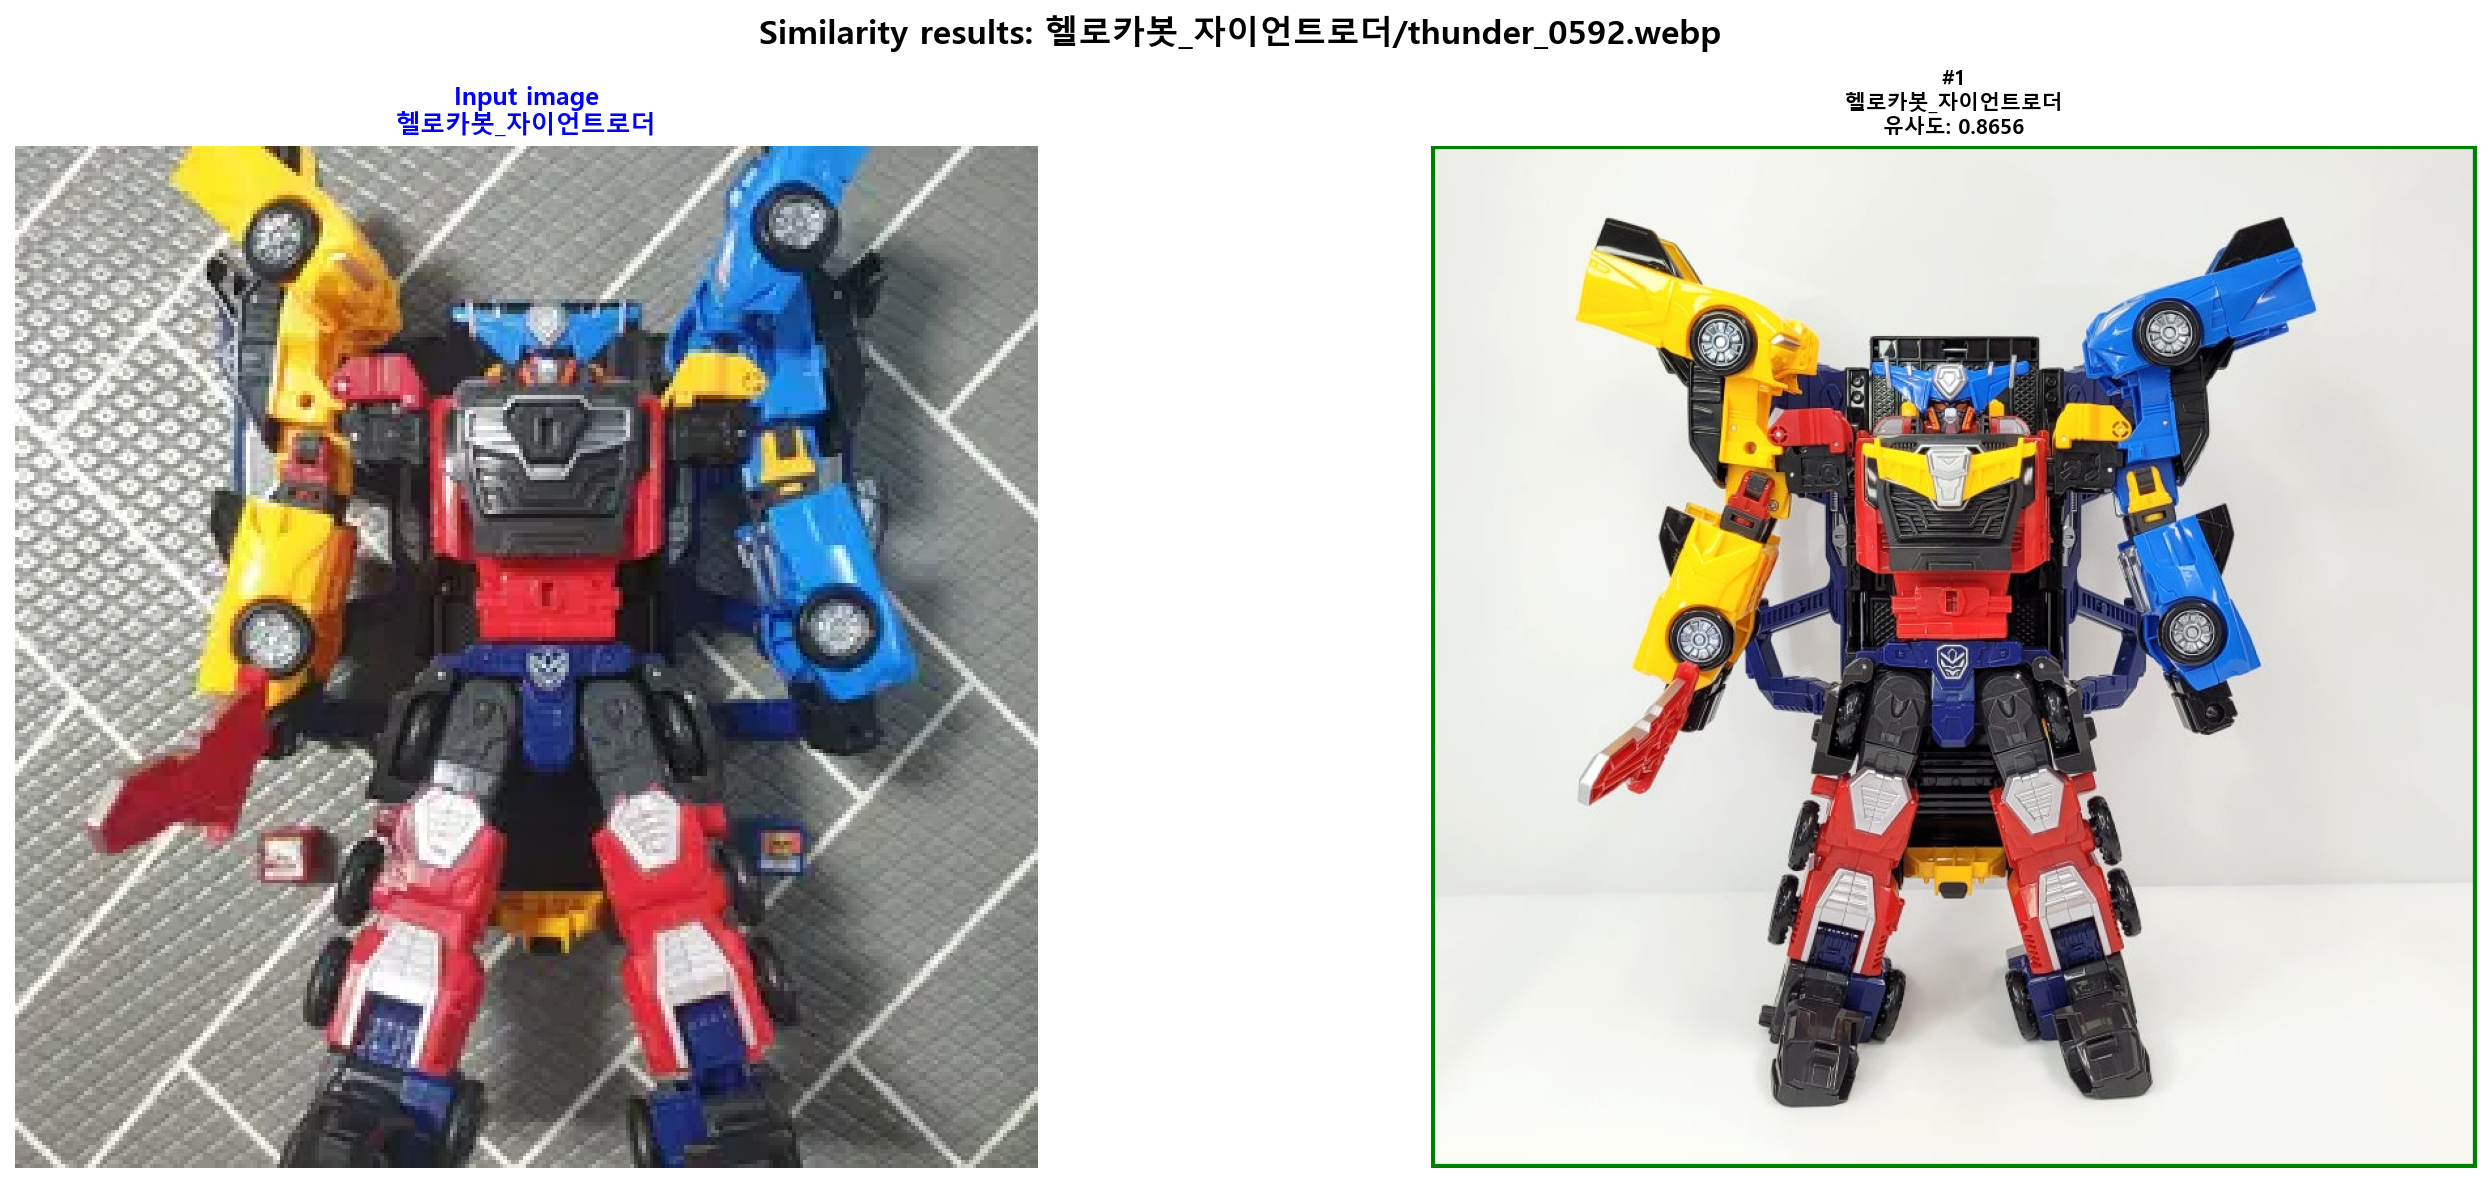 Similarity results: 헬로카봇_자이언트로더/thunder_0592.webp
Input image
헬로카봇_자이언트로더
#1
헬로카봇_자이언트로더
유사도: 0.8656